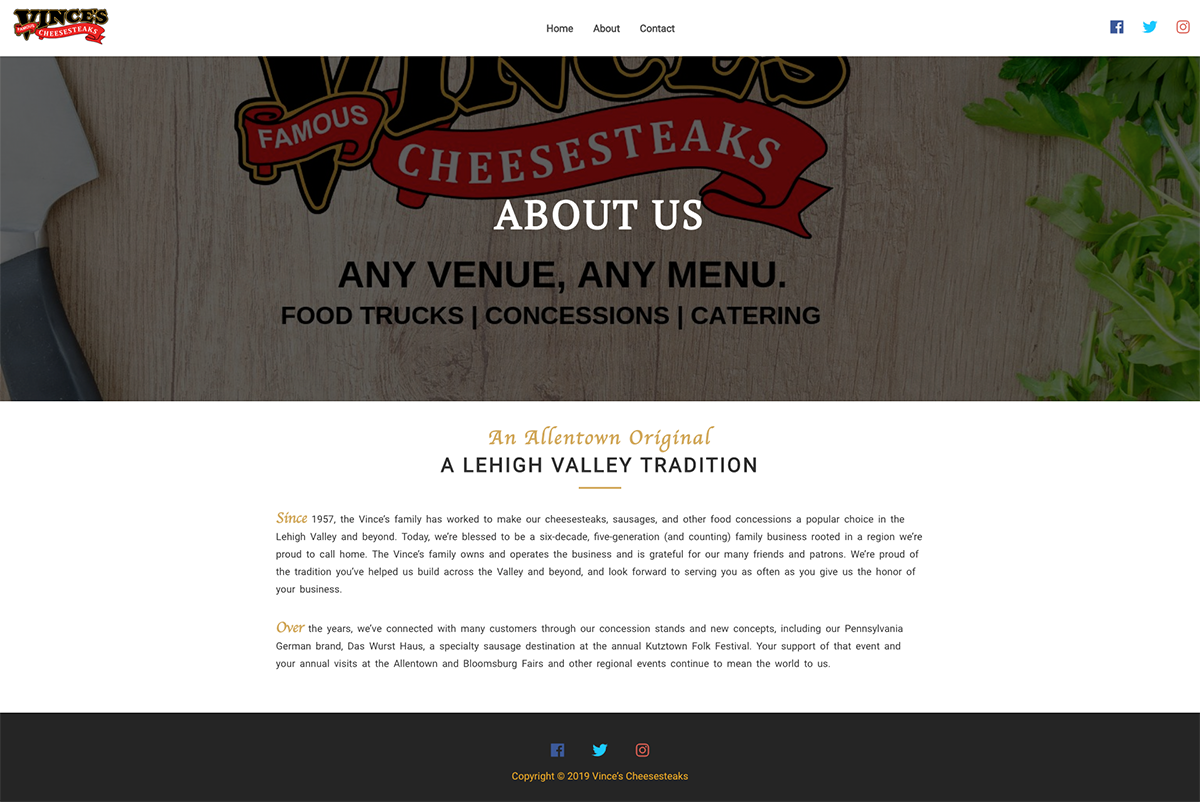 VINCE'S
FAMOUS
CHEESESTEAKS
Home About Contact
VINCE'S
FAMOUS
CHEESESTEAKS
ABOUT US
ANY VENUE, ANY MENU.
FOOD TRUCKS | CONCESSIONS | CATERING
An Allentown Original
A LEHIGH VALLEY TRADITION
Since 1957, the Vince’s family has worked to make our cheesesteaks, sausages, and other food concessions a popular choice in the
Lehigh Valley and beyond. Today, we’re blessed to be a six-decade, five-generation (and counting) family business rooted in a region we’re
proud to call home. The Vince’s family owns and operates the business and is grateful for our many friends and patrons. We’re proud of
the tradition you’ve helped us build across the Valley and beyond, and look forward to serving you as often as you give us the honor of
your business.
Over the years, we’ve connected with many customers through our concession stands and new concepts, including our Pennsylvania
German brand, Das Wurst Haus, a specialty sausage destination at the annual Kutztown Folk Festival. Your support of that event and
your annual visits at the Allentown and Bloomsburg Fairs and other regional events continue to mean the world to us.
Copyright © 2019 Vince’s Cheesesteaks